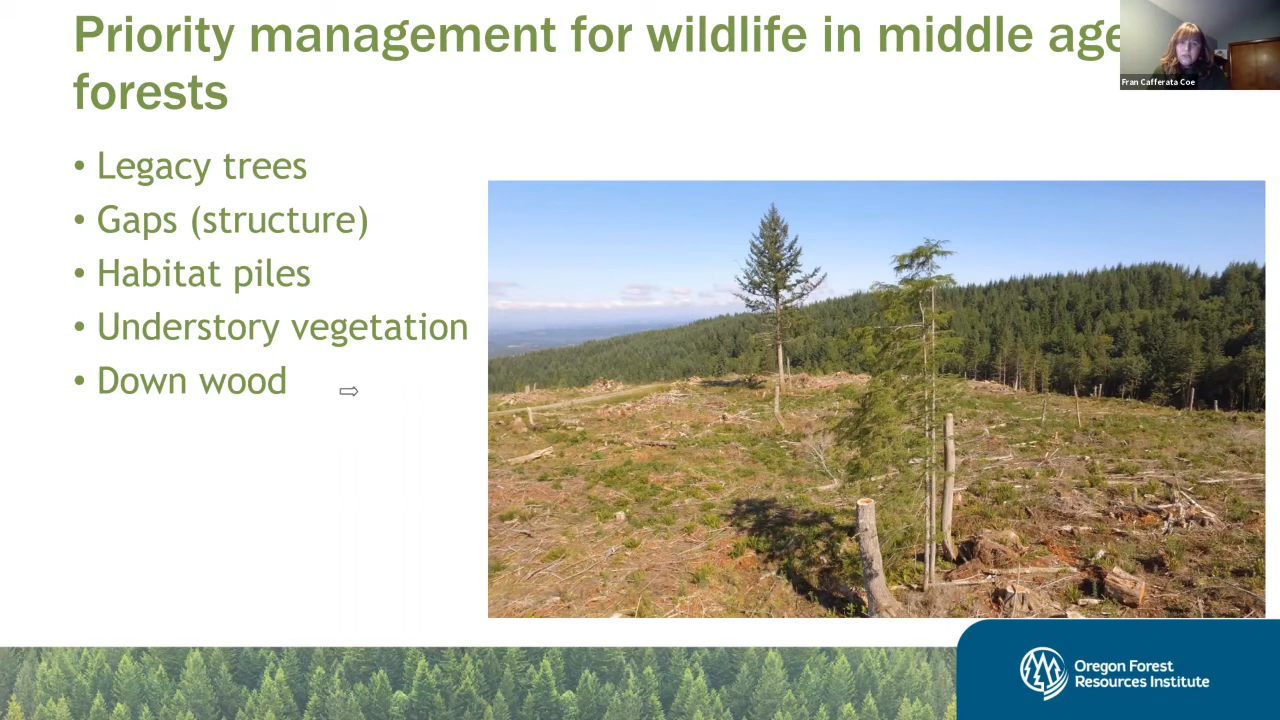 Priority management for wildlife in middle age
forests
Fran Cafferata Coe
• Legacy trees
• Gaps (structure)
• Habitat piles
• Understory vegetation
• Down wood
Oregon Forest
Resources Institute